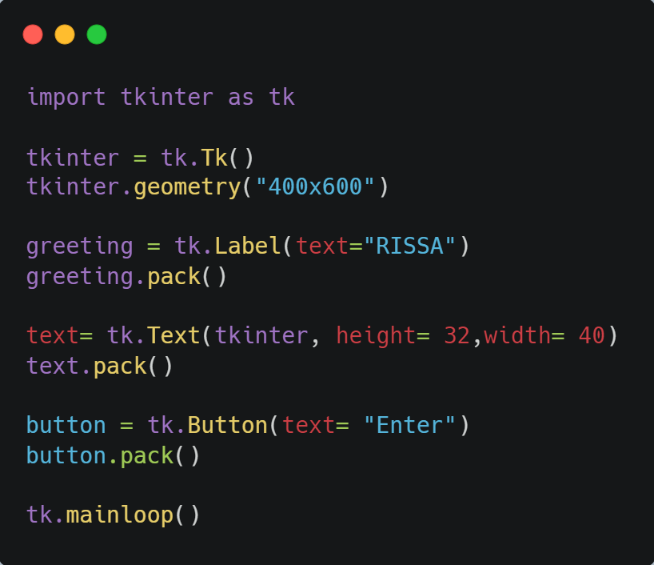 import tkinter as tk
tkinter = tk.Tk()
tkinter.geometry("400x600")
greeting = tk.Label(text="RISSA")
greeting.pack()
text= tk.Text(tkinter, height= 32,width= 40)
text.pack()
button = tk.Button(text= "Enter")
button.pack()
tk.mainloop()